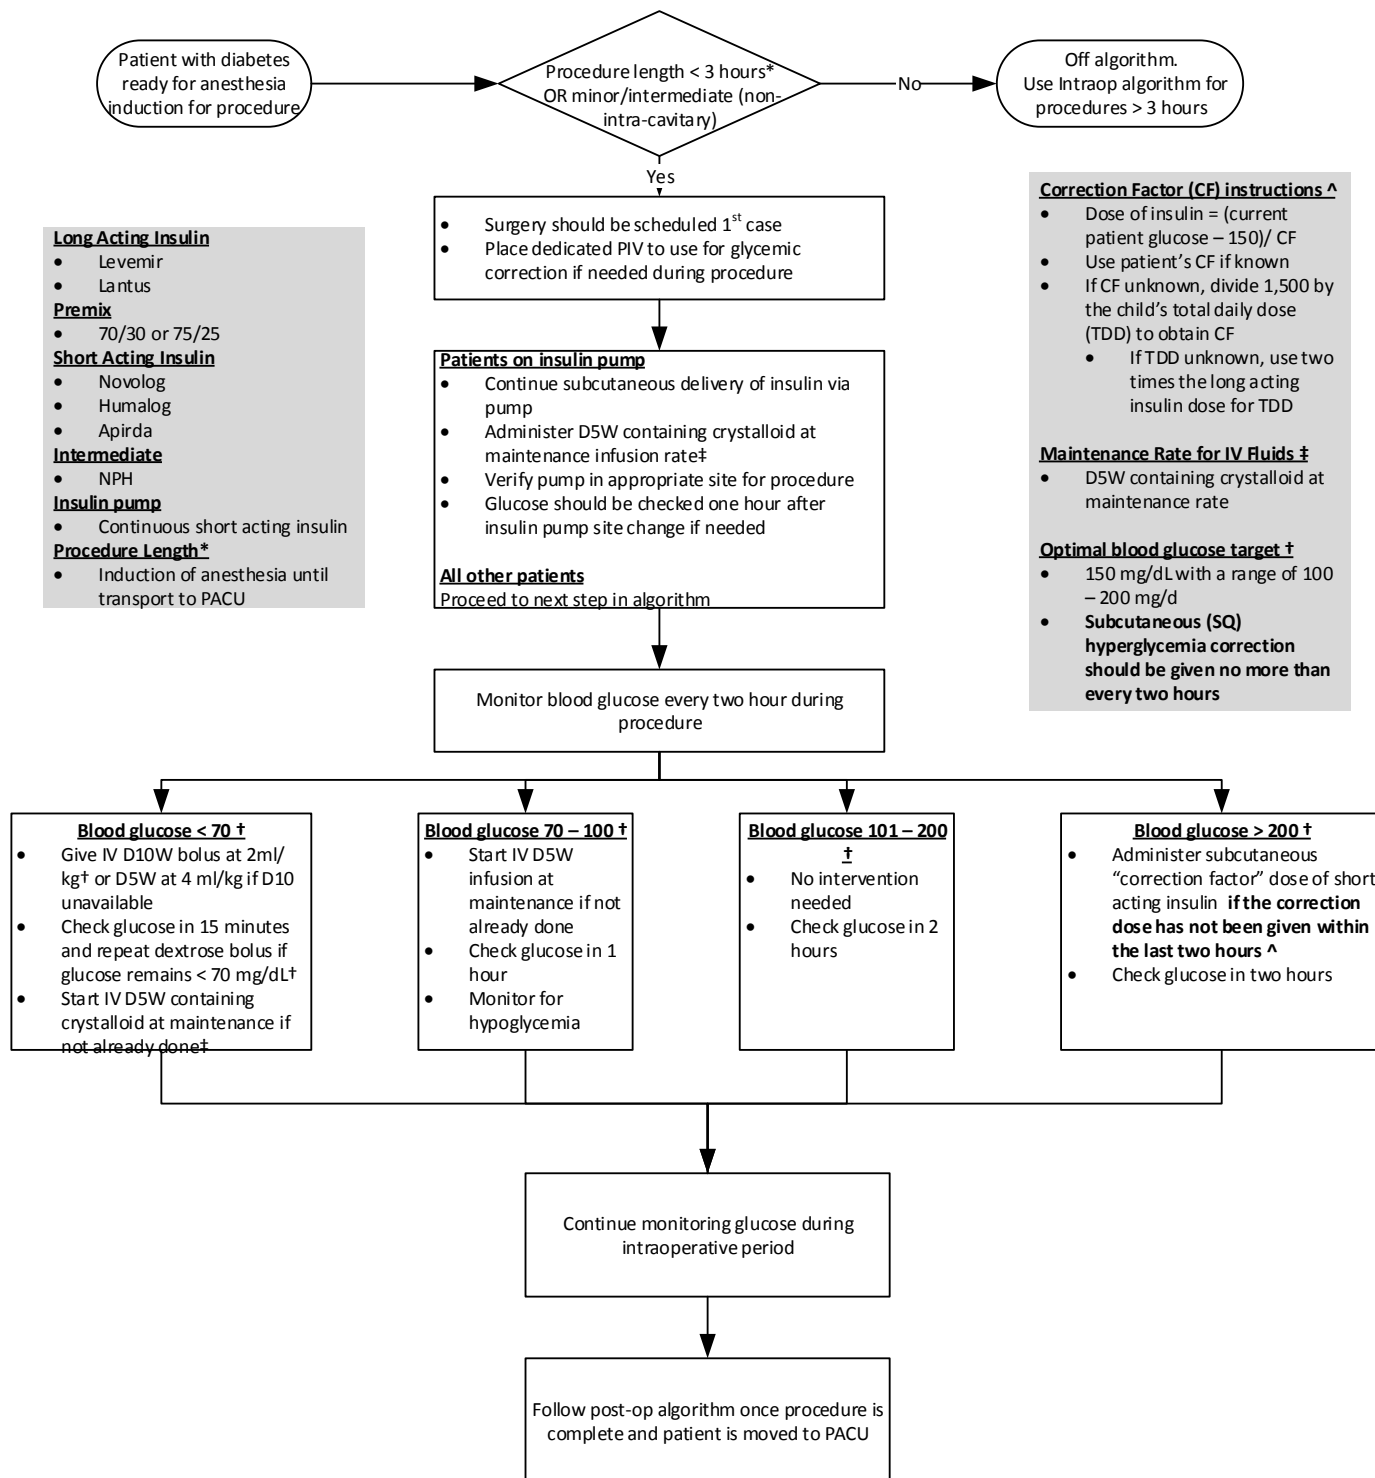 Patient with diabetes
ready for anesthesia
induction for procedure
Procedure length < 3 hours*
OR minor/intermediate (non-
intra-cavitary)
No
Off algorithm.
Use Intraop algorithm for
procedures > 3 hours
Yes
• Surgery should be scheduled 1st case
• Place dedicated PIV to use for glycemic
correction if needed during procedure
Long Acting Insulin
• Levemir
• Lantus
Premix
• 70/30 or 75/25
Short Acting Insulin
• Novolog
• Humalog
• Apirda
Intermediate
• NPH
Insulin pump
• Continuous short acting insulin
Procedure Length*
• Induction of anesthesia until
transport to PACU
Patients on insulin pump
• Continue subcutaneous delivery of insulin via
pump
• Administer D5W containing crystalloid at
maintenance infusion rate‡
• Verify pump in appropriate site for procedure
• Glucose should be checked one hour after
insulin pump site change if needed
All other patients
Proceed to next step in algorithm
Correction Factor (CF) instructions ^
• Dose of insulin = (current
patient glucose – 150)/ CF
• Use patient's CF if known
• If CF unknown, divide 1,500 by
the child's total daily dose
(TDD) to obtain CF
• If TDD unknown, use two
times the long acting
insulin dose for TDD
Maintenance Rate for IV Fluids ‡
• D5W containing crystalloid at
maintenance rate
Optimal blood glucose target †
• 150 mg/dL with a range of 100
– 200 mg/d
• Subcutaneous (SQ)
hyperglycemia correction
should be given no more than
every two hours
Monitor blood glucose every two hour during
procedure
Blood glucose < 70 †
• Give IV D10W bolus at 2ml/
kg† or D5W at 4 ml/kg if D10
unavailable
• Check glucose in 15 minutes
and repeat dextrose bolus if
glucose remains < 70 mg/dL†
• Start IV D5W containing
crystalloid at maintenance if
not already done‡
Blood glucose 70 – 100 †
• Start IV D5W
infusion at
maintenance if not
already done
• Check glucose in 1
hour
• Monitor for
hypoglycemia
Blood glucose 101 – 200
†
• No intervention
needed
• Check glucose in 2
hours
Blood glucose > 200 †
• Administer subcutaneous
"correction factor" dose of short
acting insulin if the correction
dose has not been given within
the last two hours ^
• Check glucose in two hours
Continue monitoring glucose during
intraoperative period
Follow post-op algorithm once procedure is
complete and patient is moved to PACU